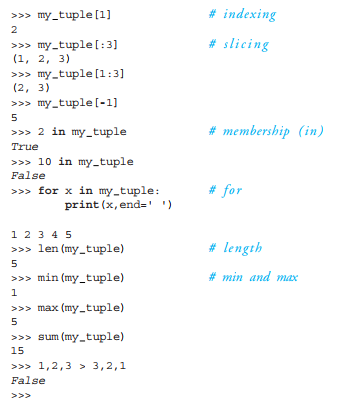 >>> my_tuple[1]                # indexing
2
>>> my_tuple[:3]               # slicing
(1, 2, 3)
>>> my_tuple[1:3]
(2, 3)
>>> my_tuple[-1]
5
>>> 2 in my_tuple              # membership (in)
True
>>> 10 in my_tuple
False
>>> for x in my_tuple:         # for
        print(x,end=' ')
1 2 3 4 5
>>> len(my_tuple)              # length
5
>>> min(my_tuple)              # min and max
1
>>> max(my_tuple)
5
>>> sum(my_tuple)
15
>>> 1,2,3 > 3,2,1
False
>>>